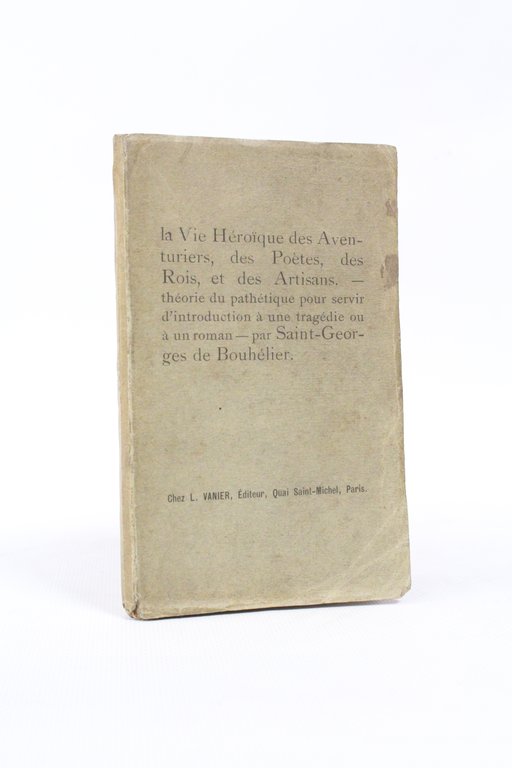 la Vie Héroïque des Aven-
turiers, des Poètes, des
Rois, et des Artisans. —
théorie du pathétique pour servir
d'introduction à une tragédie ou
à un roman — par Saint-Geor-
ges de Bouhélier.
Chez L. VANIER, Éditeur, Quai Saint-Michel, Paris.